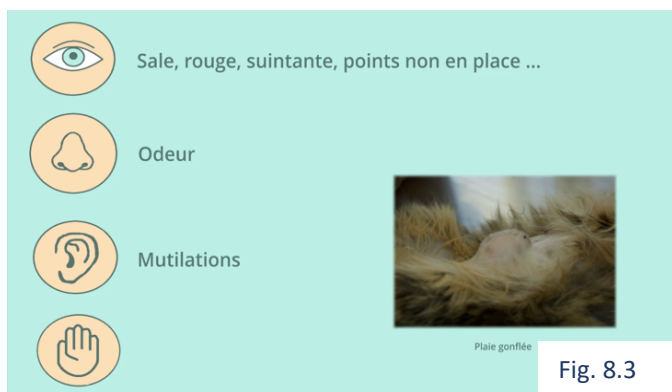 Sale, rouge, suintante, points non en place ...
Odeur
Mutilations
Plaie gonflée
Fig. 8.3